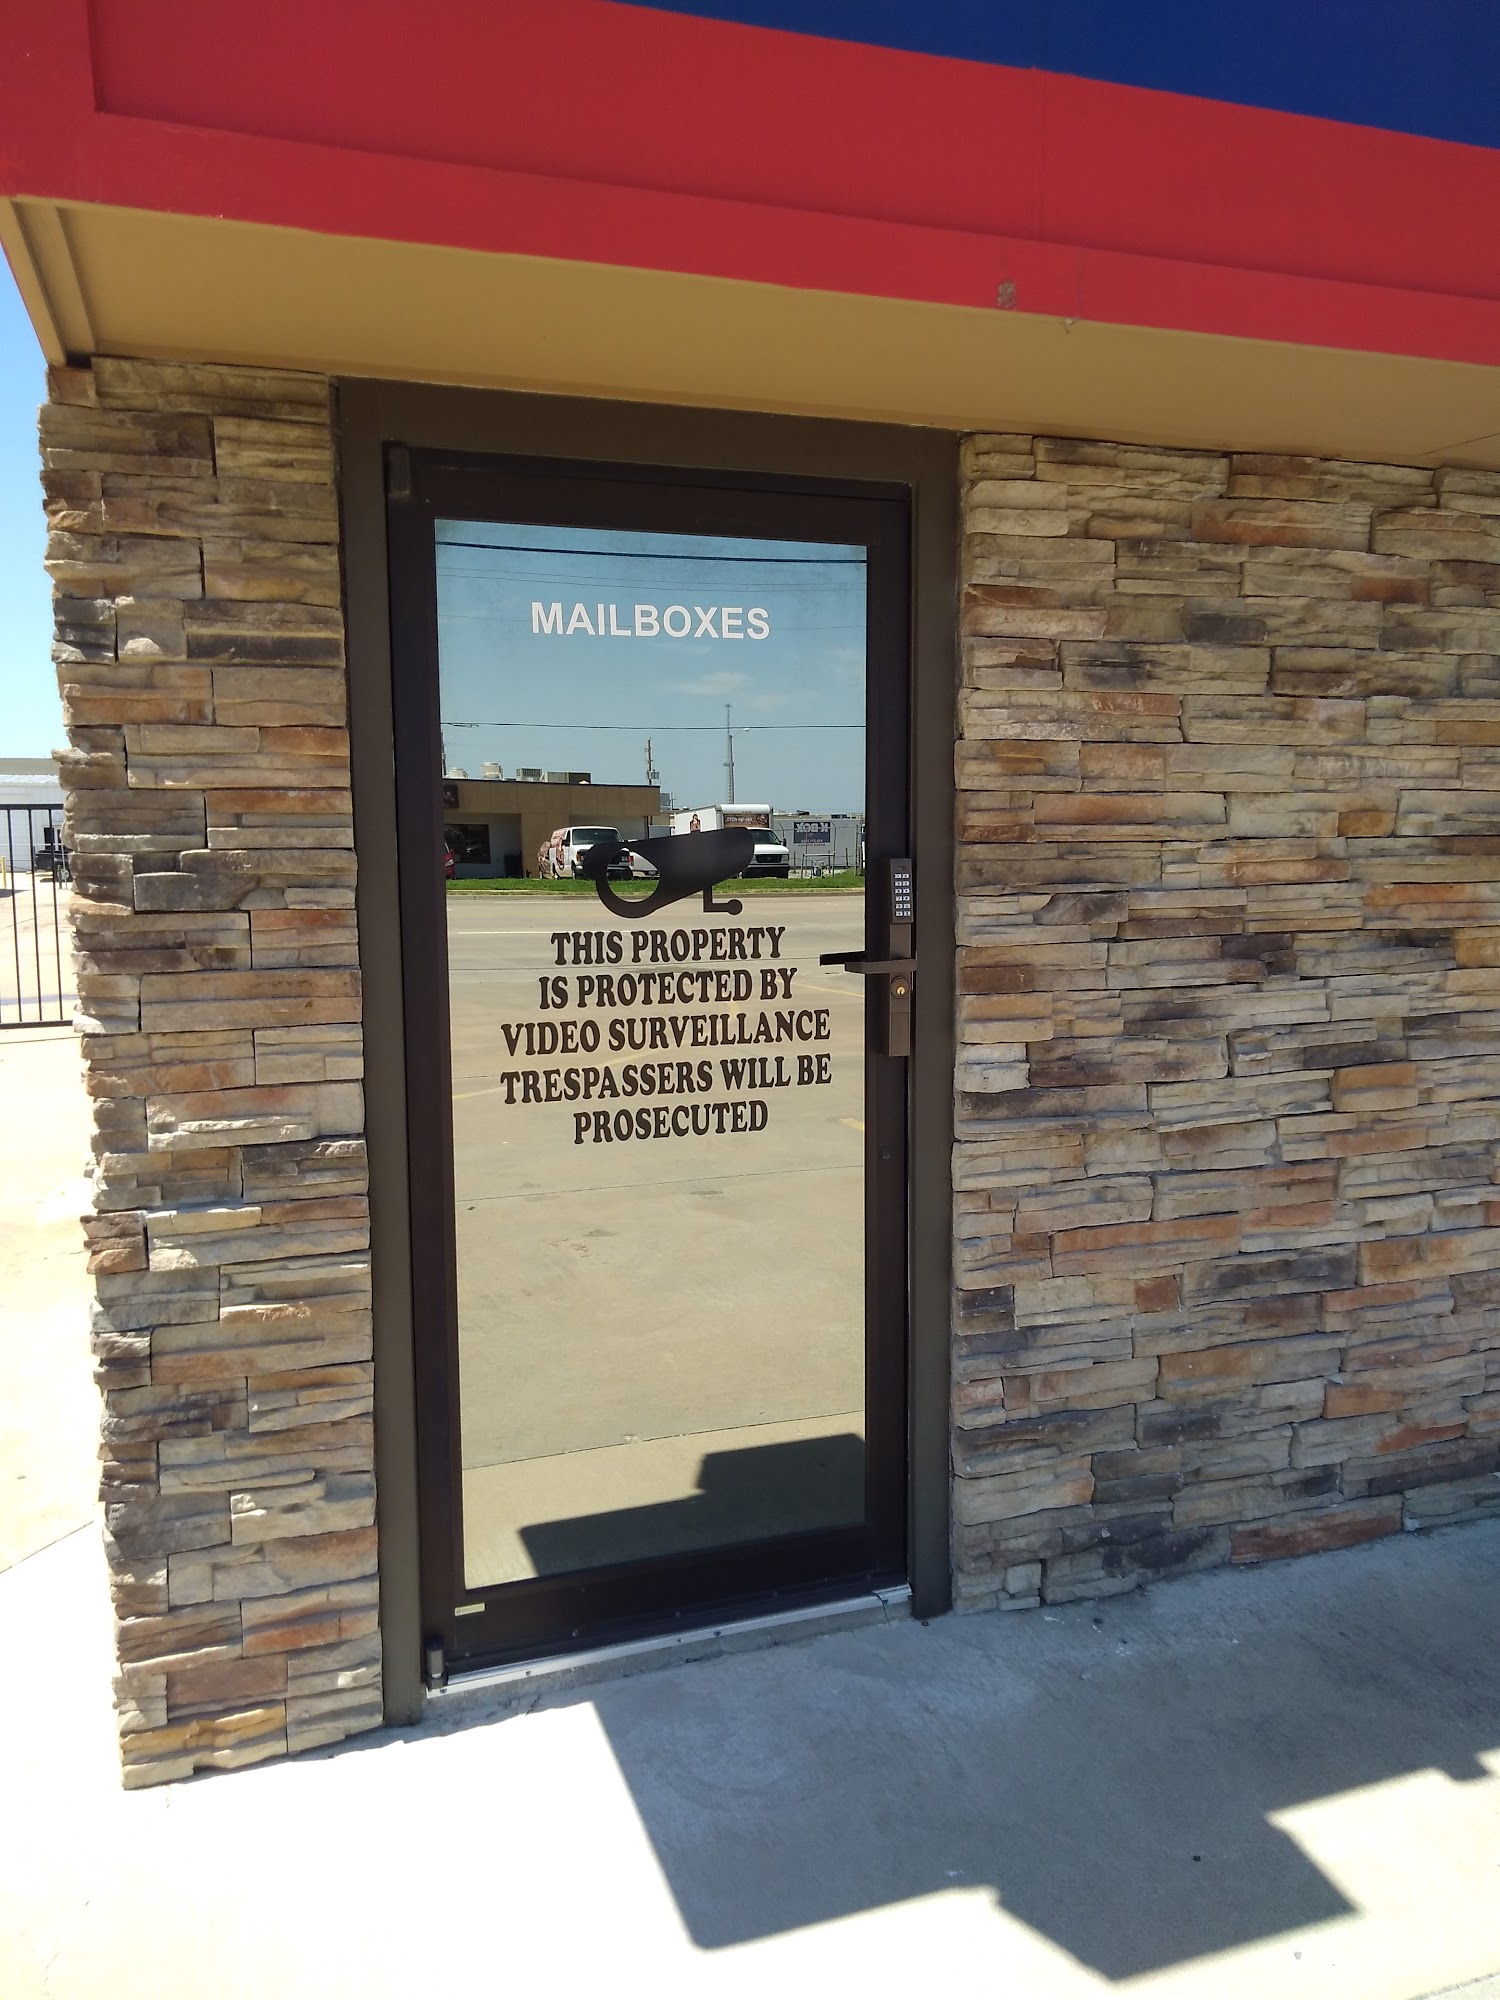 MAILBOXES
THIS PROPERTY
IS PROTECTED BY
VIDEO SURVEILLANCE
TRESPASSERS WILL BE
PROSECUTED